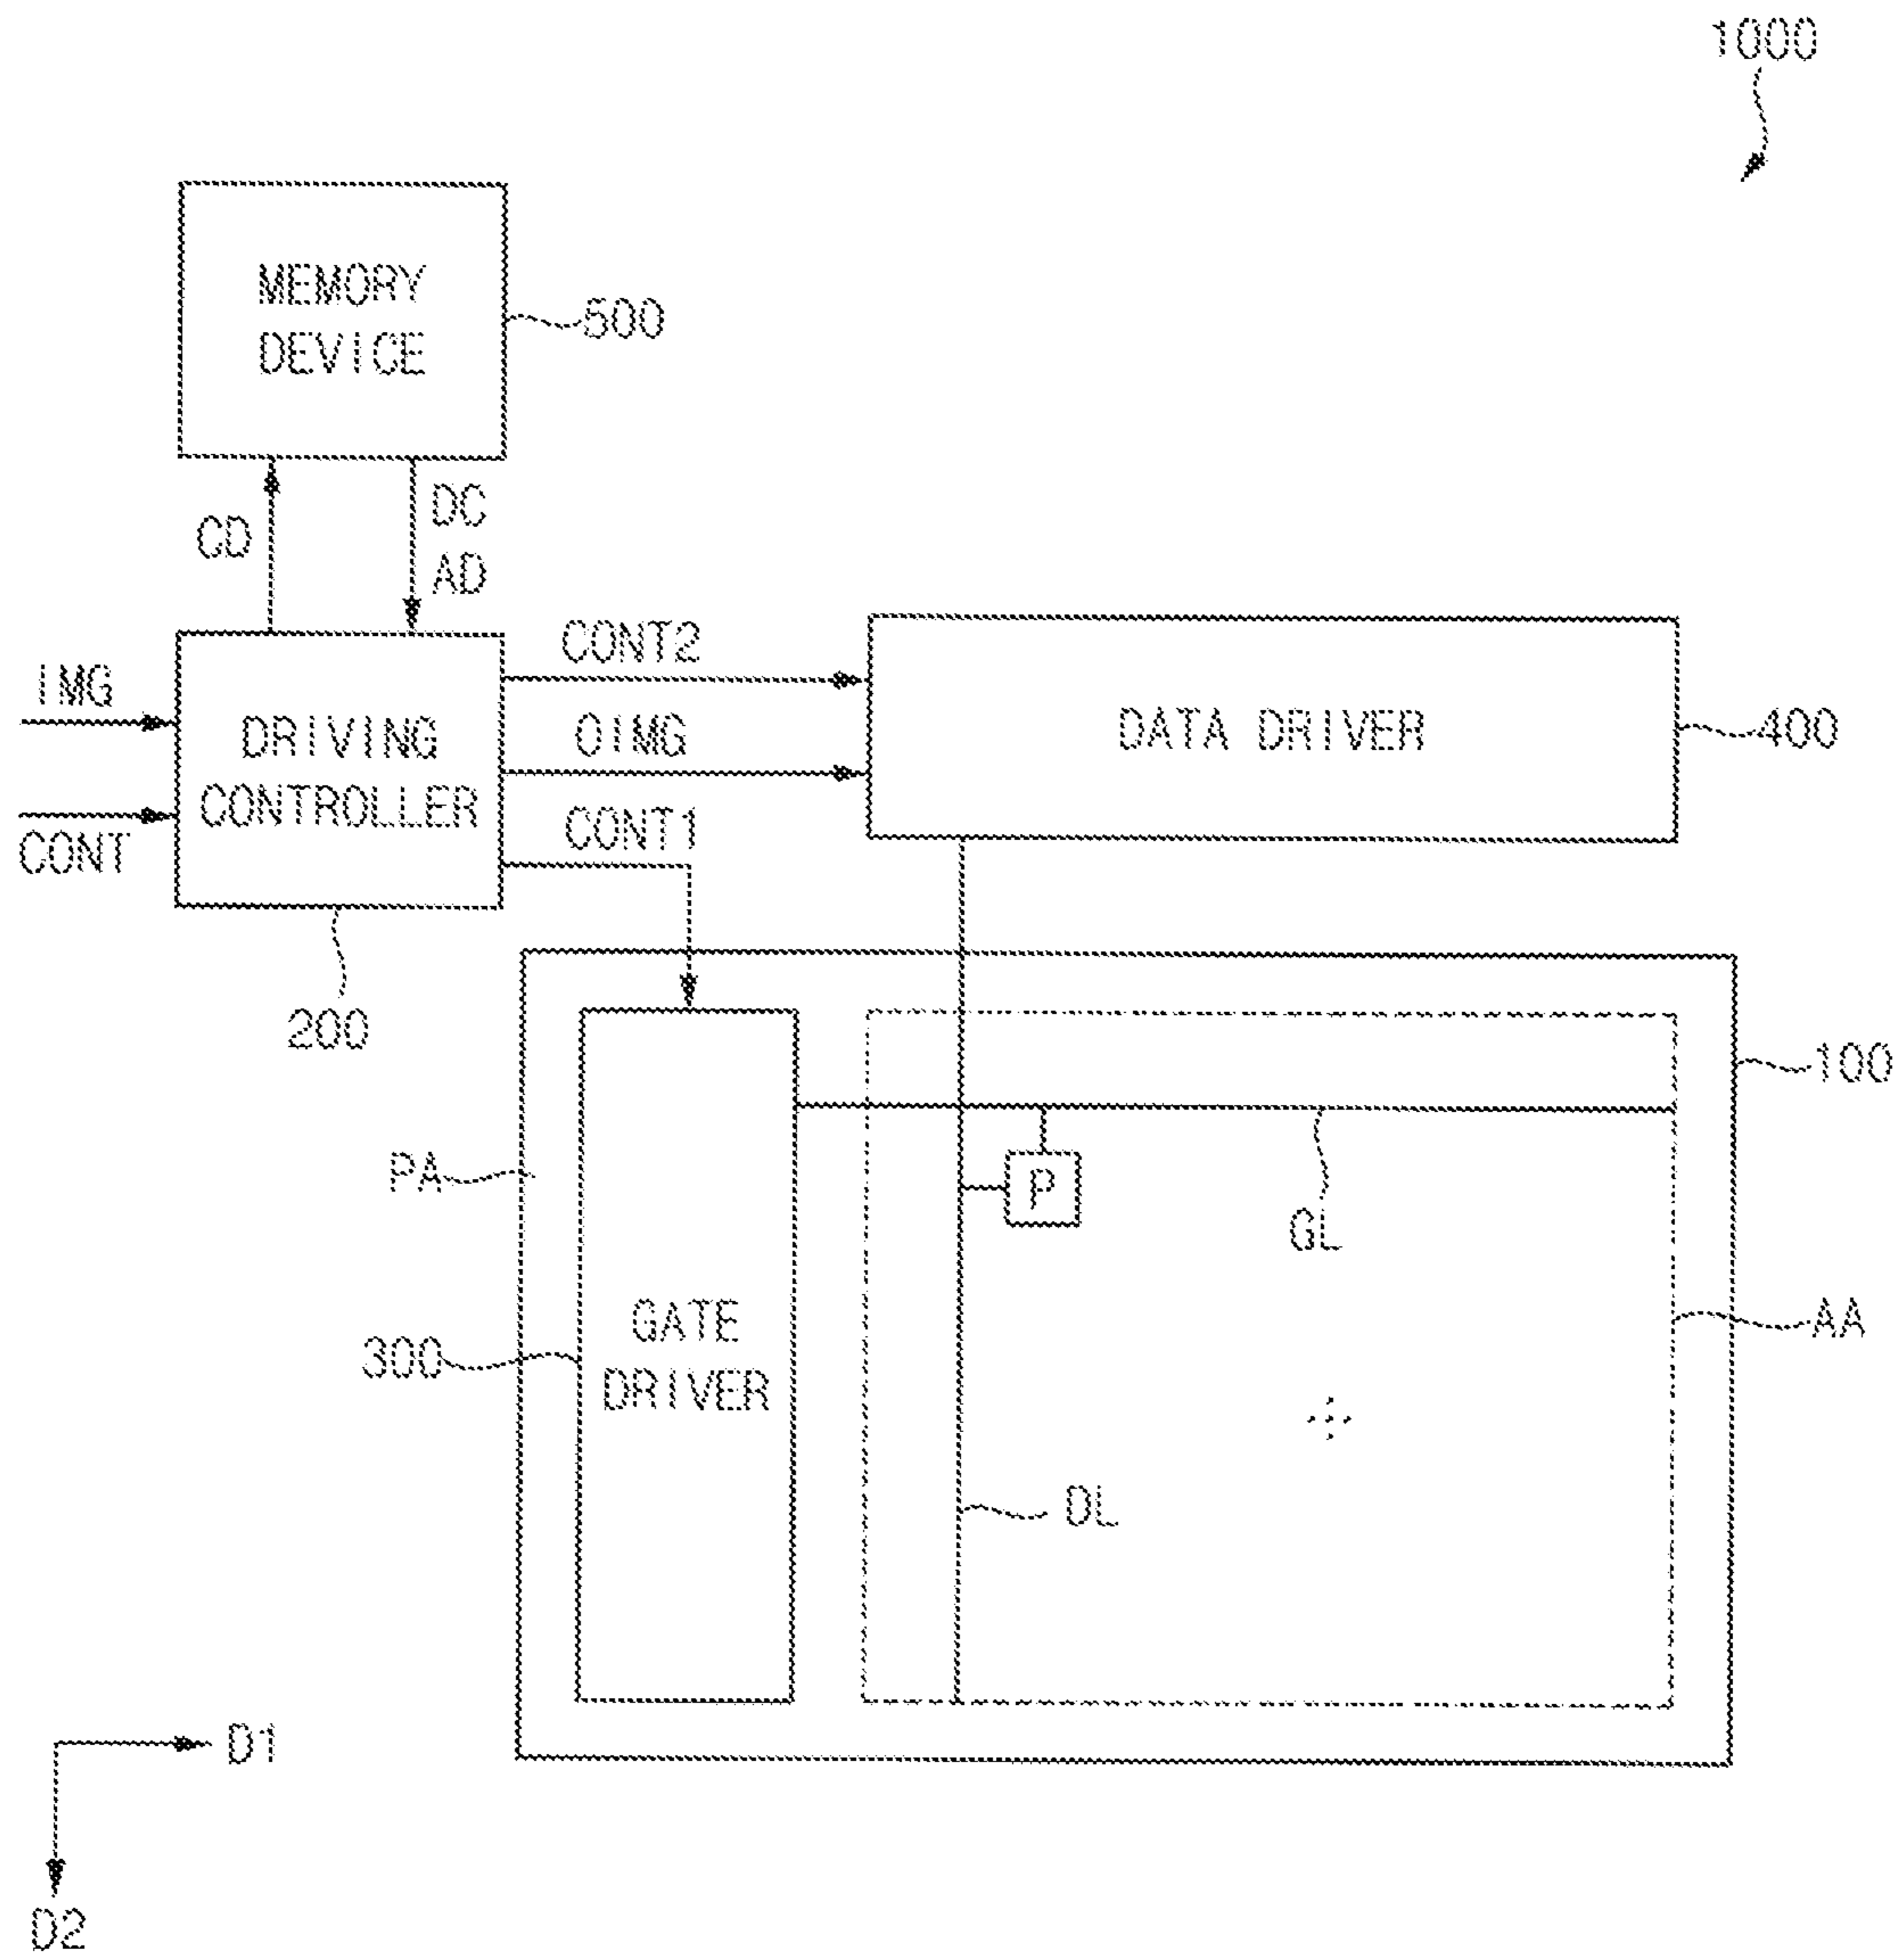 1000
MEMORY
DEVICE
500
CD
DC
AD
IMG
CONT
DRIVING
CONTROLLER
200
CONT2
OIMG
CONT1
DATA DRIVER
400
100
PA
P
GL
GATE
DRIVER
300
AA
DL
D1
D2